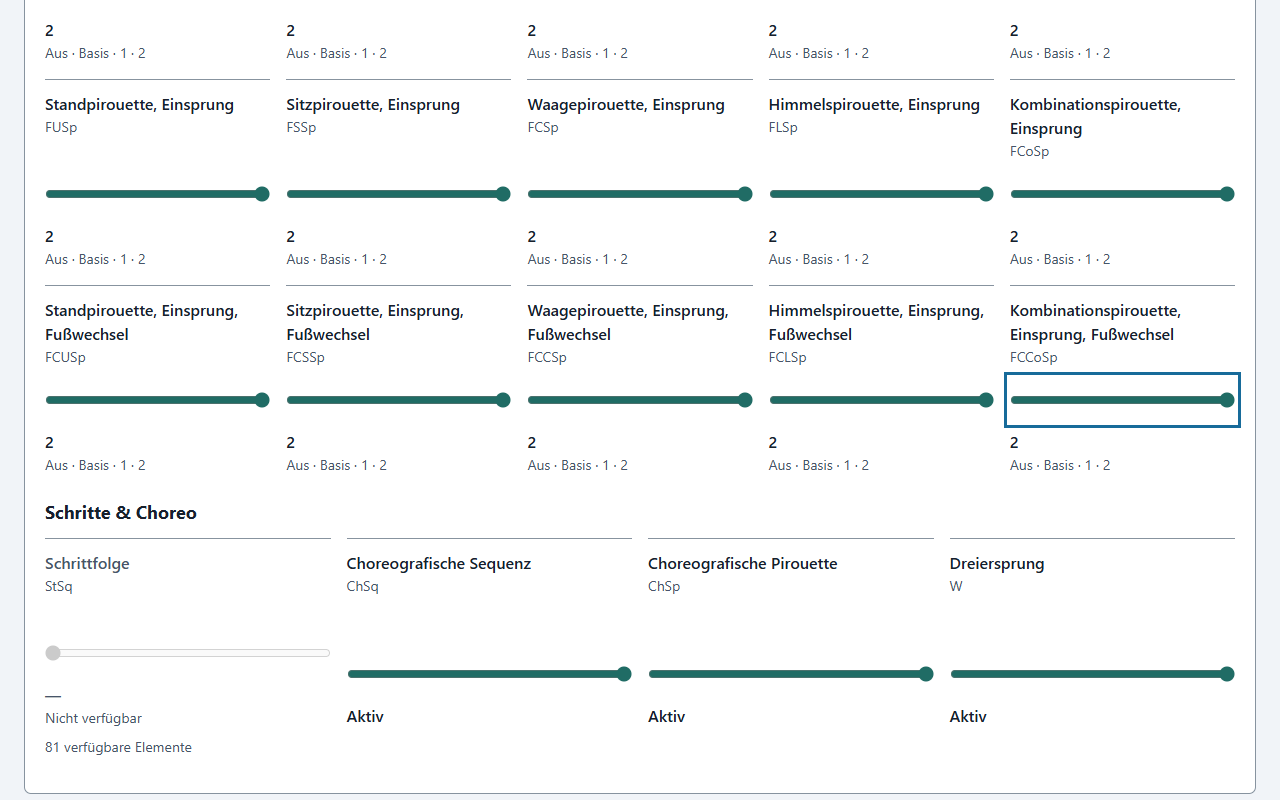 2 2 2 2 2
Aus · Basis · 1 · 2 Aus · Basis · 1 · 2 Aus · Basis · 1 · 2 Aus · Basis · 1 · 2 Aus · Basis · 1 · 2
Standpirouette, Einsprung
FUSp
Sitzpirouette, Einsprung
FSSp
Waagepirouette, Einsprung
FCSp
Himmelspirouette, Einsprung
FLSp
Kombinationspirouette,
Einsprung
FCoSp
2 2 2 2 2
Aus · Basis · 1 · 2 Aus · Basis · 1 · 2 Aus · Basis · 1 · 2 Aus · Basis · 1 · 2 Aus · Basis · 1 · 2
Standpirouette, Einsprung,
Fußwechsel
FCUSp
Sitzpirouette, Einsprung,
Fußwechsel
FCSSp
Waagepirouette, Einsprung,
Fußwechsel
FCCSp
Himmelspirouette, Einsprung,
Fußwechsel
FCLSp
Kombinationspirouette,
Einsprung, Fußwechsel
FCCoSp
2 2 2 2 2
Aus · Basis · 1 · 2 Aus · Basis · 1 · 2 Aus · Basis · 1 · 2 Aus · Basis · 1 · 2 Aus · Basis · 1 · 2
Schritte & Choreo
Schrittfolge
StSq
—
Nicht verfügbar
Choreografische Sequenz
ChSq
Aktiv
Choreografische Pirouette
ChSp
Aktiv
Dreiersprung
W
Aktiv
81 verfügbare Elemente